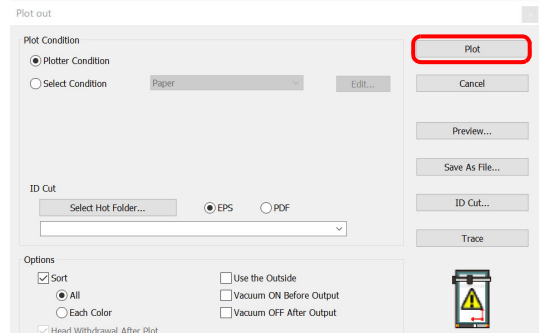 Plot out
Plot Condition
Plotter Condition
Select Condition
Paper
Edit...
Plot
Cancel
Preview...
Save As File...
ID Cut
Select Hot Folder...
EPS
PDF
ID Cut...
Trace
Options
Sort
All
Each Color
Head Withdrawal After Plot
Use the Outside
Vacuum ON Before Output
Vacuum OFF After Output